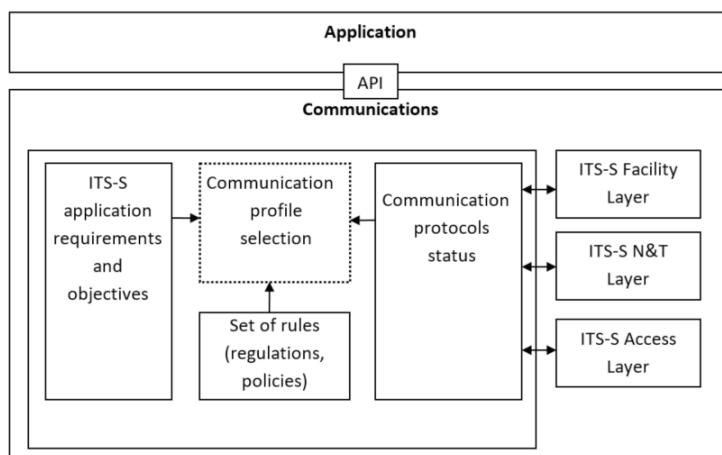 Application
API
Communications
ITS-S
application
requirements
and
objectives
Communication
profile
selection
Set of rules
(regulations,
policies)
Communication
protocols
status
ITS-S Facility
Layer
ITS-S N&T
Layer
ITS-S Access
Layer